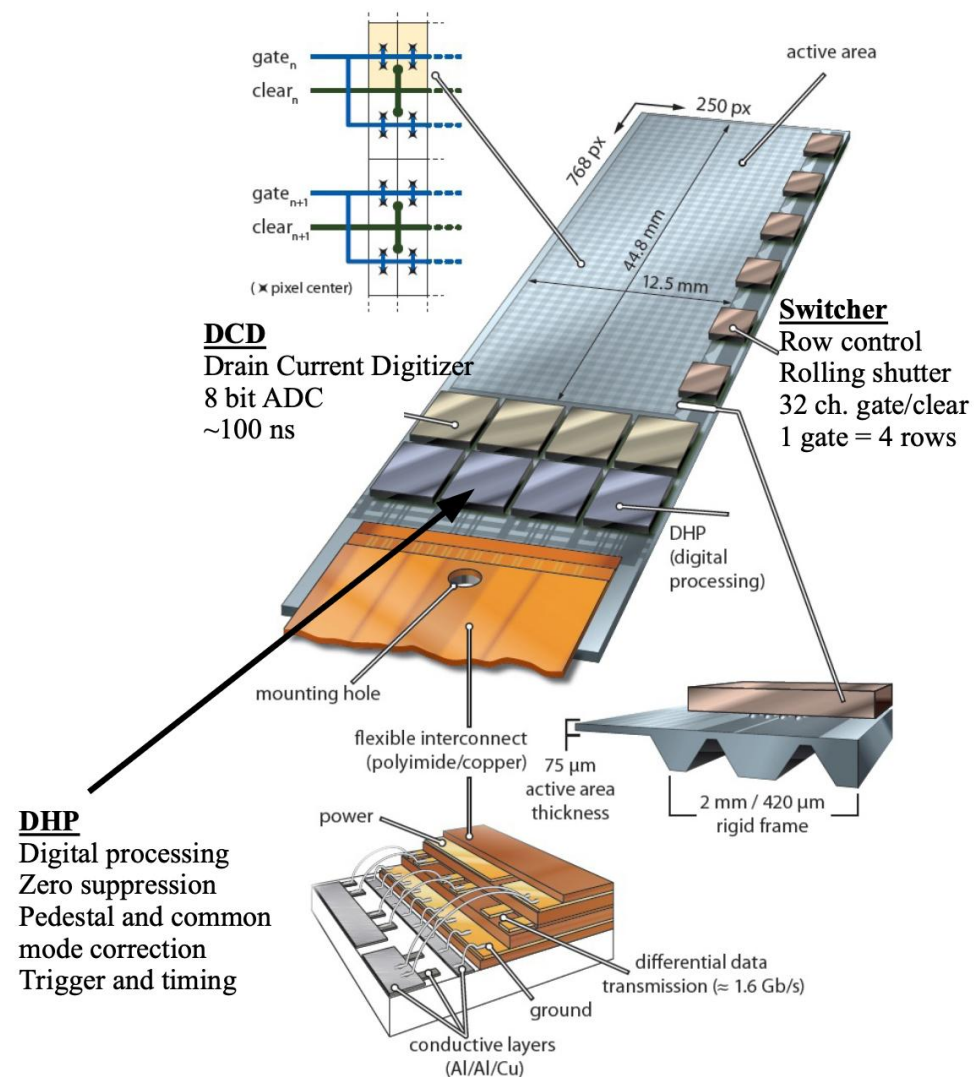 gateₙ
clearₙ
gateₙ₊₁
clearₙ₊₁
(✖ pixel center)
active area
250 px
768 px
44.8 mm
12.5 mm
DCD
Drain Current Digitizer
8 bit ADC
~100 ns
Switcher
Row control
Rolling shutter
32 ch. gate/clear
1 gate = 4 rows
DHP
(digital
processing)
mounting hole
flexible interconnect
(polyimide/copper)
75 µm
active area
thickness
2 mm / 420 µm
rigid frame
DHP
Digital processing
Zero suppression
Pedestal and common
mode correction
Trigger and timing
power
differential data
transmission (≈ 1.6 Gb/s)
ground
conductive layers
(Al/Al/Cu)